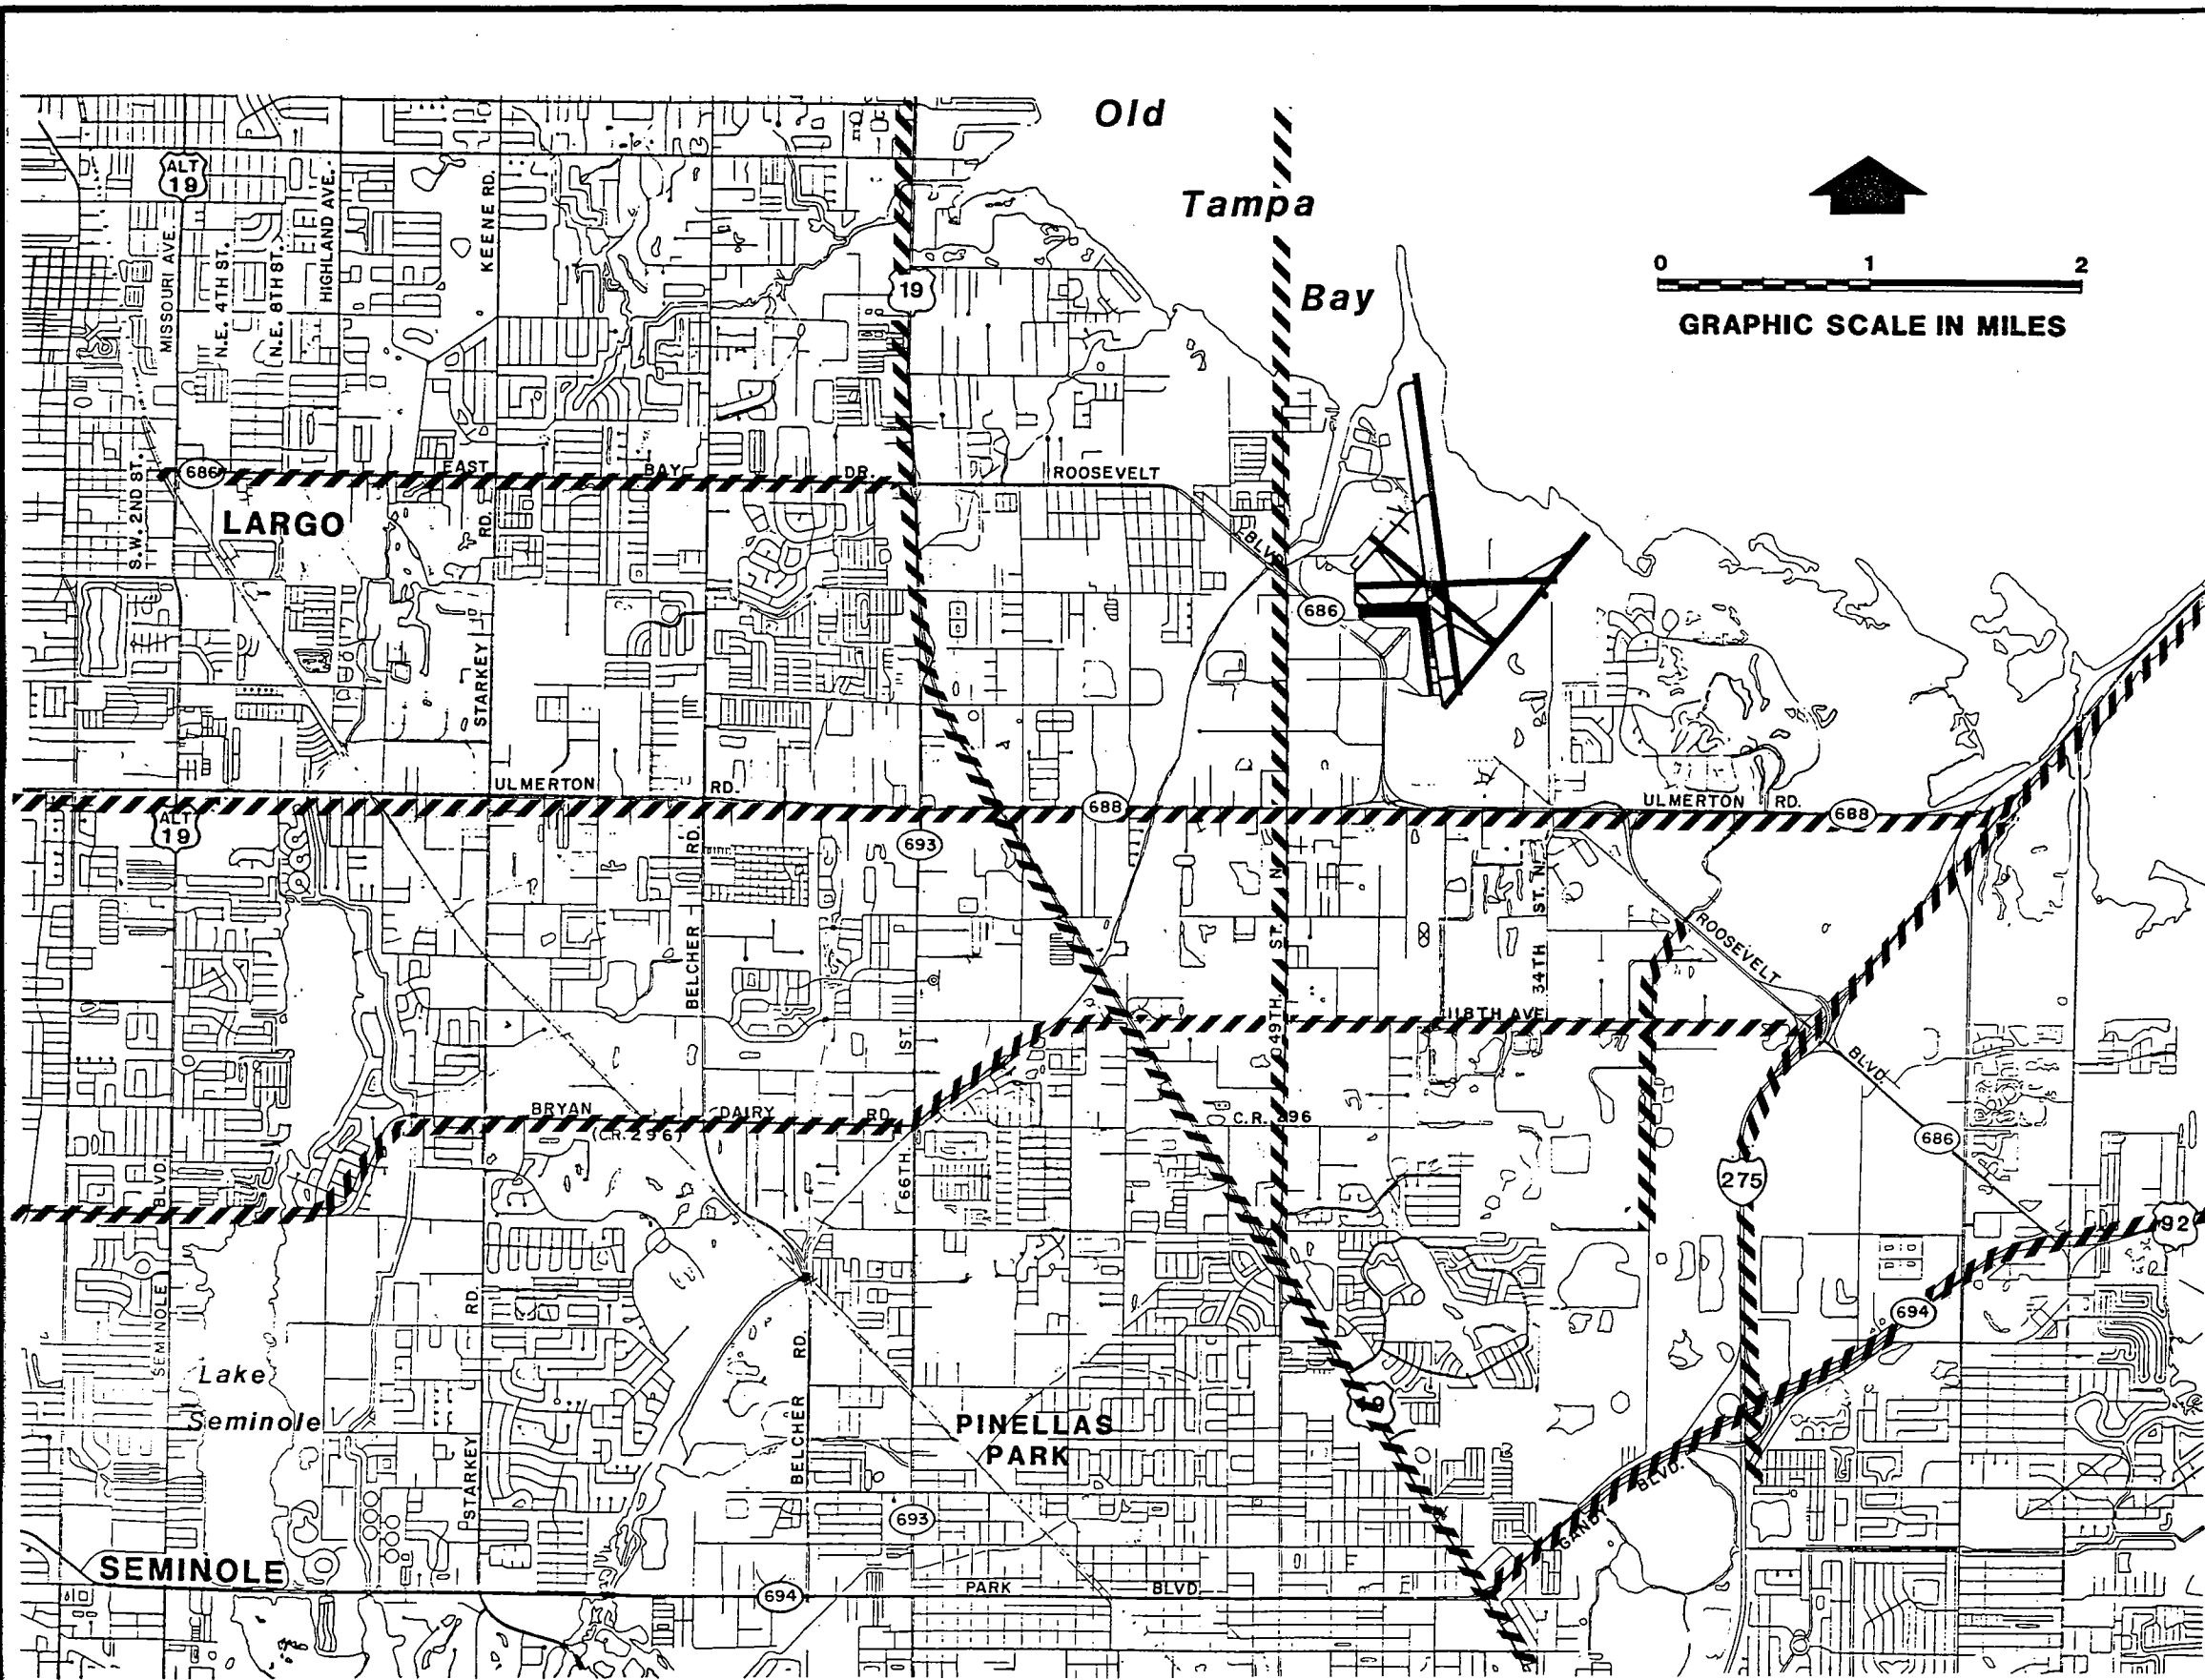 Old
Tampa
Bay
0 1 2
GRAPHIC SCALE IN MILES
ALT
19
MISSOURI AVE.
N.E. 4TH ST.
N.E. 8TH ST.
HIGHLAND AVE.
KEENE RD.
19
S.W. 2ND ST.
686
EAST BAY DR.
ROOSEVELT
BLVD.
LARGO
RD.
STARKEY
686
ULMERTON RD.
688
ULMERTON RD.
688
ALT
19
693
BELCHER RD.
49TH ST. N.
34TH ST. N.
ROOSEVELT
BLVD.
118TH AVE.
66TH. ST.
BRYAN DAIRY RD.
(C.R. 296)
C.R. 296
686
275
92
SEMINOLE BLVD.
STARKEY RD.
BELCHER RD.
694
Lake
Seminole
PINELLAS
PARK
19
693
GANDY BLVD.
SEMINOLE
694
PARK BLVD.